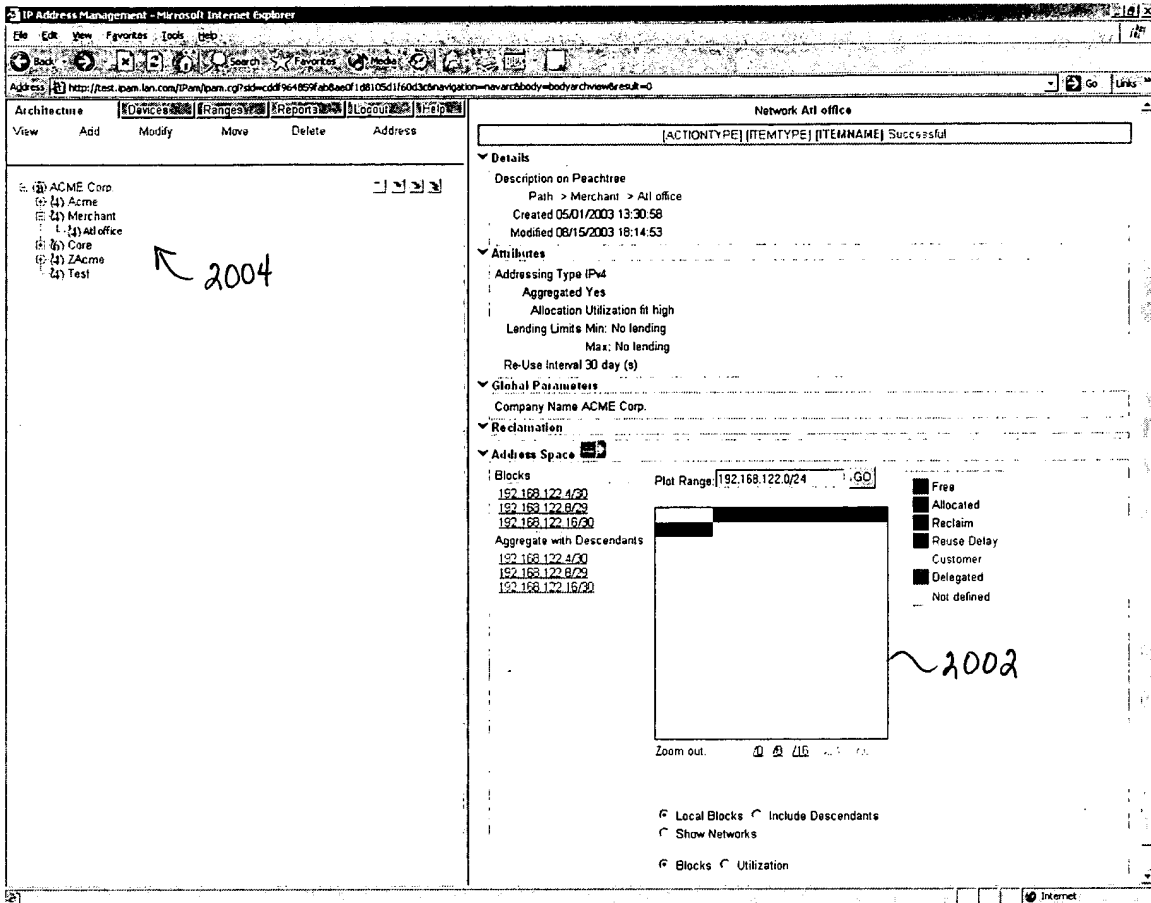 IP Address Management - Microsoft Internet Explorer
File Edit View Favorites Tools Help
Back Search Favorites Media
Address http://test.ipam.lan.com/IPam/ipam.cgi?sid=cddf964859fab8ae0f1d8105d1f60d3c&navigation=navarc&body=bodyarchview&result=0 Go Links
Architecture Devices Ranges Reports Logout Help
View Add Modify Move Delete Address
ACME Corp.
Acme
Merchant
Atl office
Core
ZAcme
Test
2004
Network Atl office
[ACTIONTYPE] [ITEMTYPE] [ITEMNAME] Successful
Details
Description on Peachtree
Path > Merchant > Atl office
Created 05/01/2003 13:30:58
Modified 08/15/2003 18:14:53
Attributes
Addressing Type IPv4
Aggregated Yes
Allocation Utilization fit high
Lending Limits Min: No lending
Max: No lending
Re-Use Interval 30 day (s)
Global Parameters
Company Name ACME Corp.
Reclamation
Address Space
Blocks
192.168.122.4/30
192.168.122.8/29
192.168.122.16/30
Aggregate with Descendants
192.168.122.4/30
192.168.122.8/29
192.168.122.16/30
Plot Range: 192.168.122.0/24 GO
Free
Allocated
Reclaim
Reuse Delay
Customer
Delegated
Not defined
2002
Zoom out. /0 /8 /16
Local Blocks Include Descendants
Show Networks
Blocks Utilization
Internet